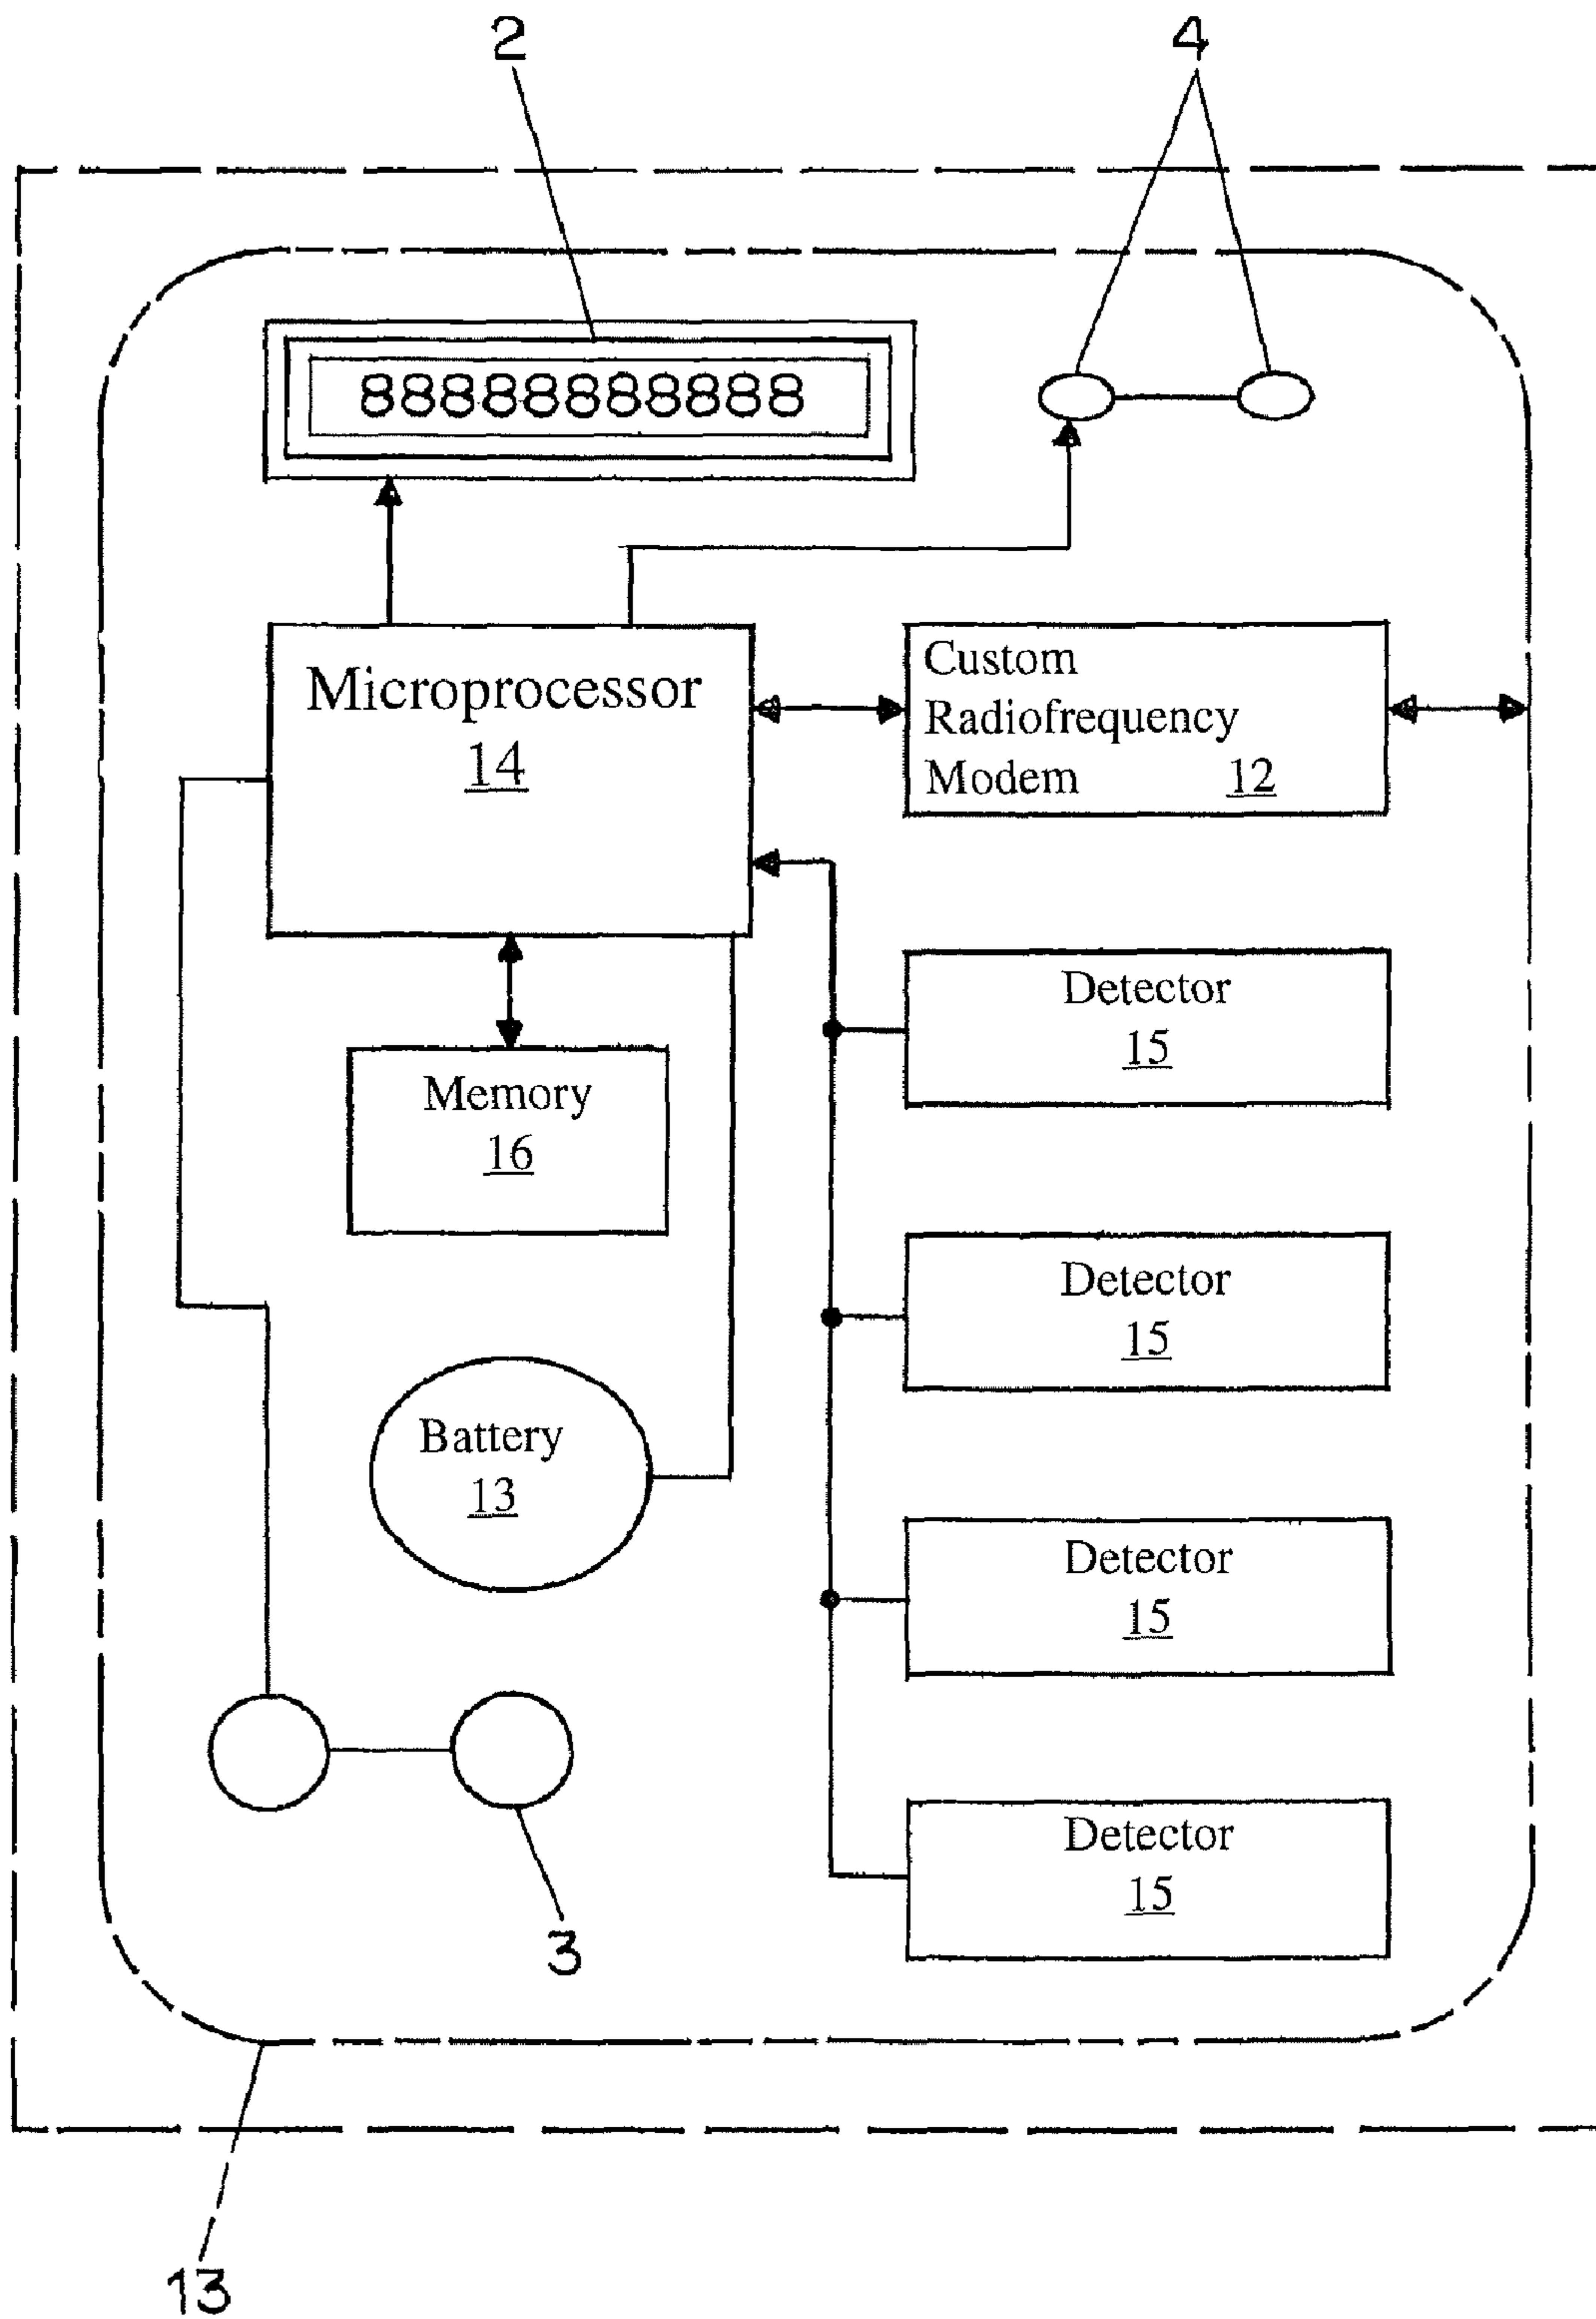 2
4
88888888888
Microprocessor
14
Custom
Radiofrequency
Modem 12
Detector
15
Memory
16
Detector
15
Battery
13
Detector
15
Detector
15
3
13